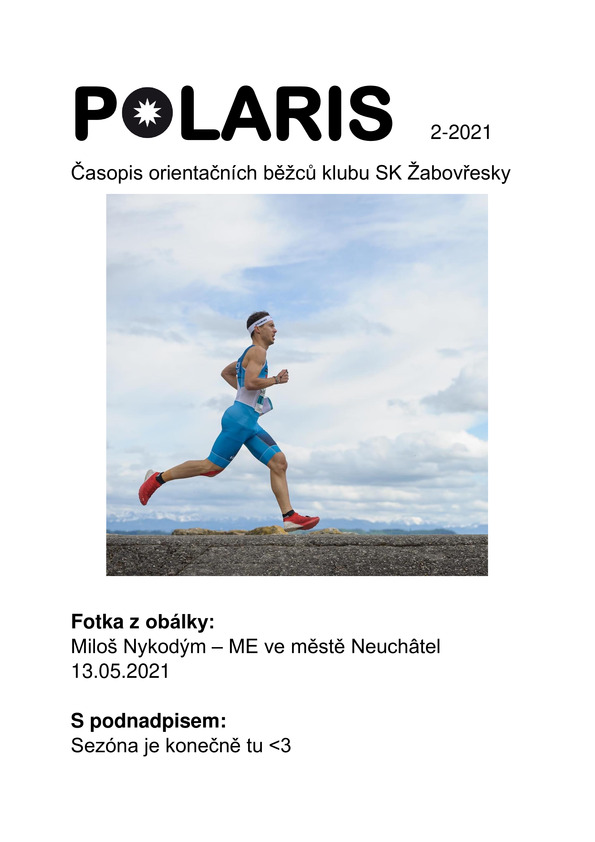 POLARIS 2-2021
Časopis orientačních běžců klubu SK Žabovřesky
Fotka z obálky:
Miloš Nykodým – ME ve městě Neuchâtel
13.05.2021
S podnadpisem:
Sezóna je konečně tu <3